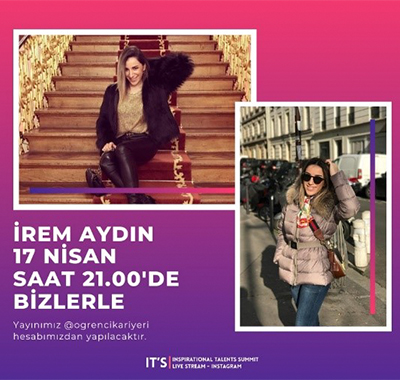 İREM AYDIN
17 NİSAN
SAAT 21.00'DE
BİZLERLE
Yayınımız @ogrencikariyeri
hesabımızdan yapılacaktır.
IT'S
INSPIRATIONAL TALENTS SUMMIT
LIVE STREAM - INSTAGRAM